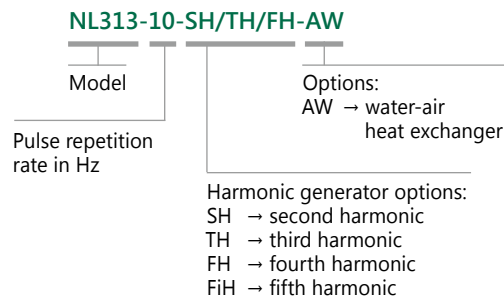 NL313-10-SH/TH/FH-AW
Model
Options:
AW → water-air
heat exchanger
Pulse repetition
rate in Hz
Harmonic generator options:
SH → second harmonic
TH → third harmonic
FH → fourth harmonic
FiH → fifth harmonic